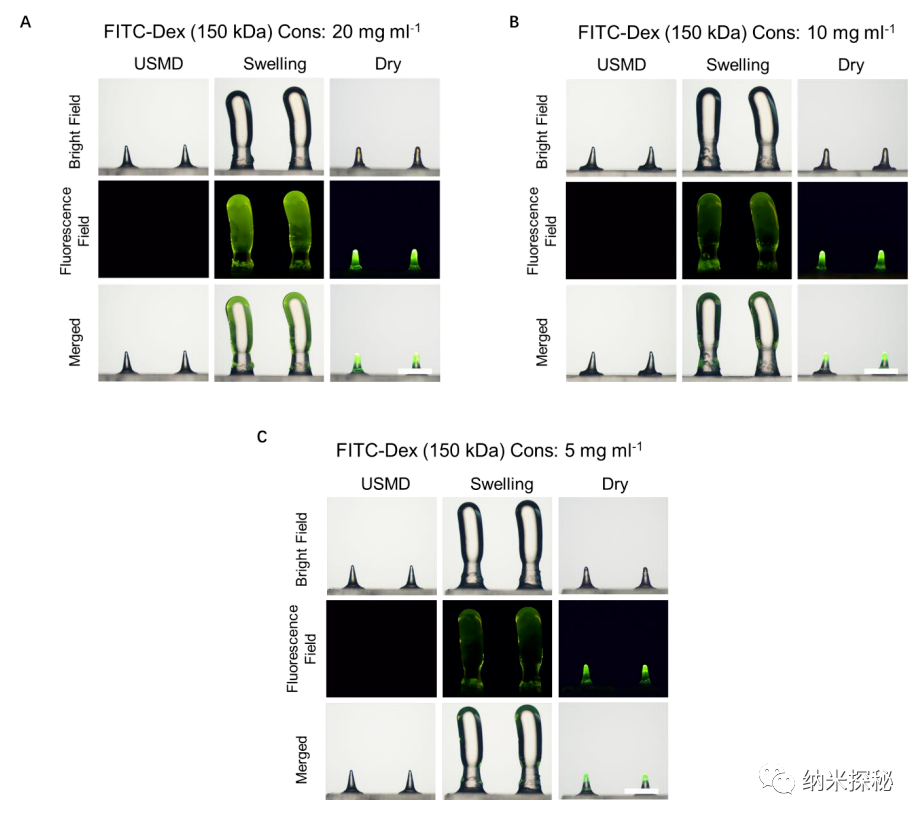 A
FITC-Dex (150 kDa) Cons: 20 mg ml-1
USMD Swelling Dry
Bright Field
Fluorescence
Field
Merged
B
FITC-Dex (150 kDa) Cons: 10 mg ml-1
USMD Swelling Dry
Bright Field
Fluorescence
Field
Merged
C
FITC-Dex (150 kDa) Cons: 5 mg ml-1
USMD Swelling Dry
Bright Field
Fluorescence
Field
Merged
纳米探秘